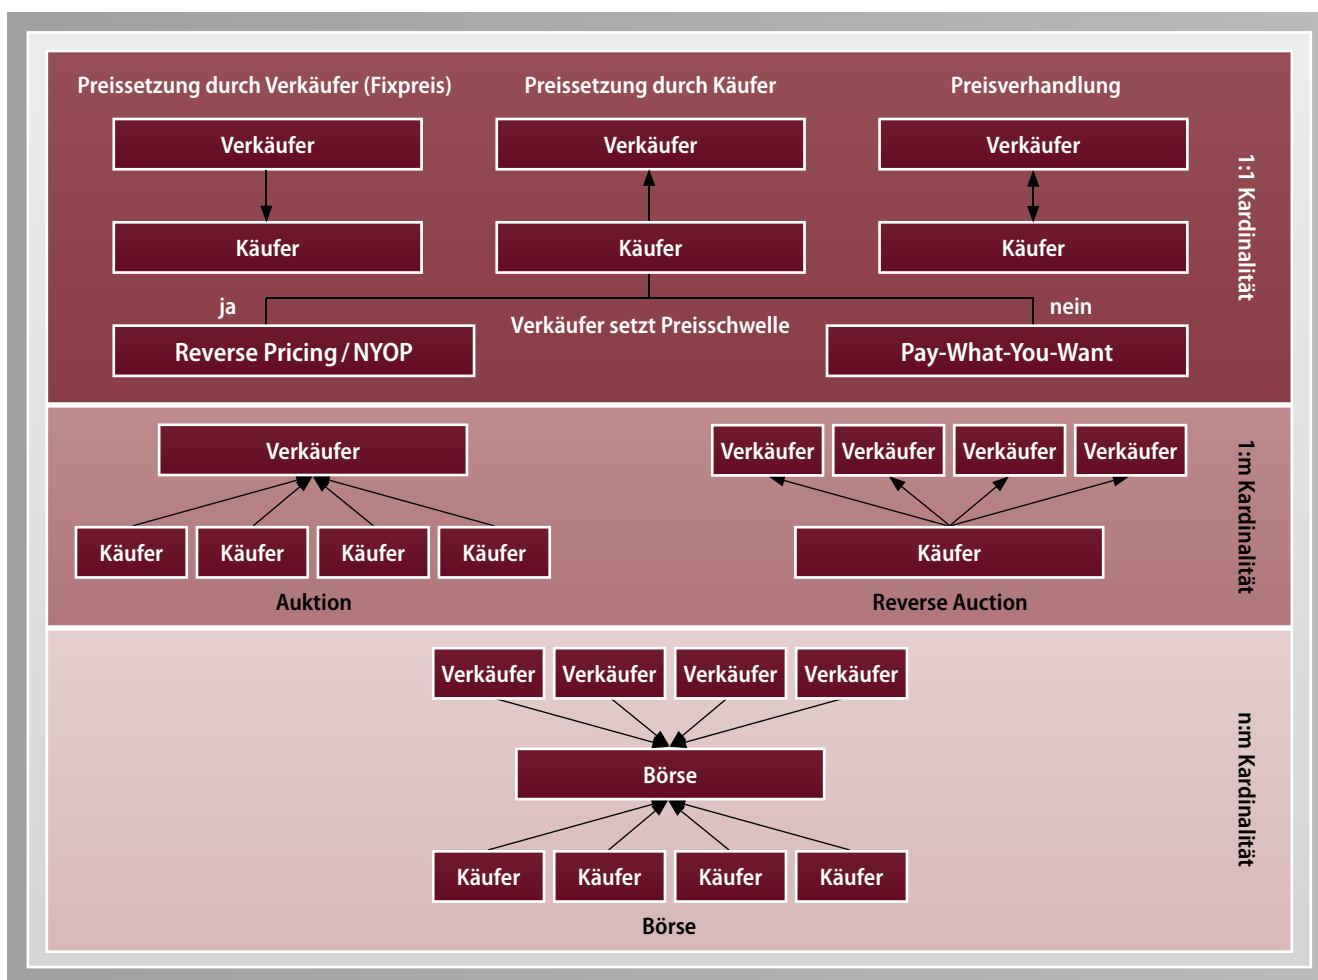 Preissetzung durch Verkäufer (Fixpreis)
Preissetzung durch Käufer
Preisverhandlung
Verkäufer
Verkäufer
Verkäufer
Käufer
Käufer
Käufer
ja
Verkäufer setzt Preisschwelle
nein
Reverse Pricing / NYOP
Pay-What-You-Want
1:1 Kardinalität
Verkäufer
Verkäufer
Verkäufer
Verkäufer
Verkäufer
Käufer
Käufer
Käufer
Käufer
Käufer
Auktion
Reverse Auction
1:m Kardinalität
Verkäufer
Verkäufer
Verkäufer
Verkäufer
Börse
Käufer
Käufer
Käufer
Käufer
Börse
n:m Kardinalität